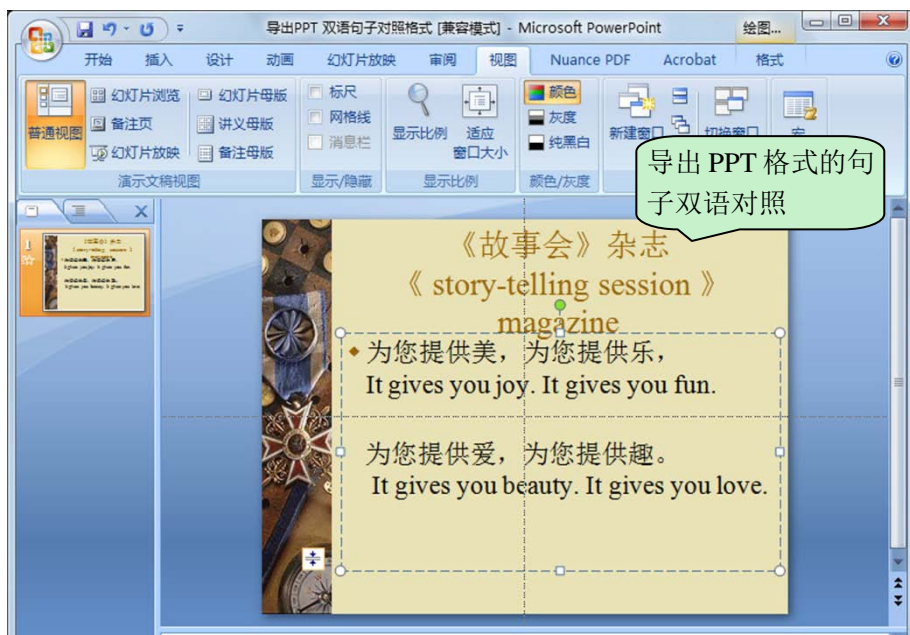 导出PPT 双语句子对照格式 [兼容模式] - Microsoft PowerPoint
绘图...
开始 插入 设计 动画 幻灯片放映 审阅 视图 Nuance PDF Acrobat 格式
普通视图
幻灯片浏览
备注页
幻灯片放映
幻灯片母版
讲义母版
备注母版
演示文稿视图
标尺
网格线
消息栏
显示/隐藏
显示比例
适应
窗口大小
显示比例
颜色
灰度
纯黑白
颜色/灰度
新建窗口
切换窗口
宏
导出 PPT 格式的句
子双语对照
1
《故事会》杂志
《 story-telling session 》
magazine
为您提供美，为您提供乐，
It gives you joy. It gives you fun.
为您提供爱，为您提供趣。
It gives you beauty. It gives you love.